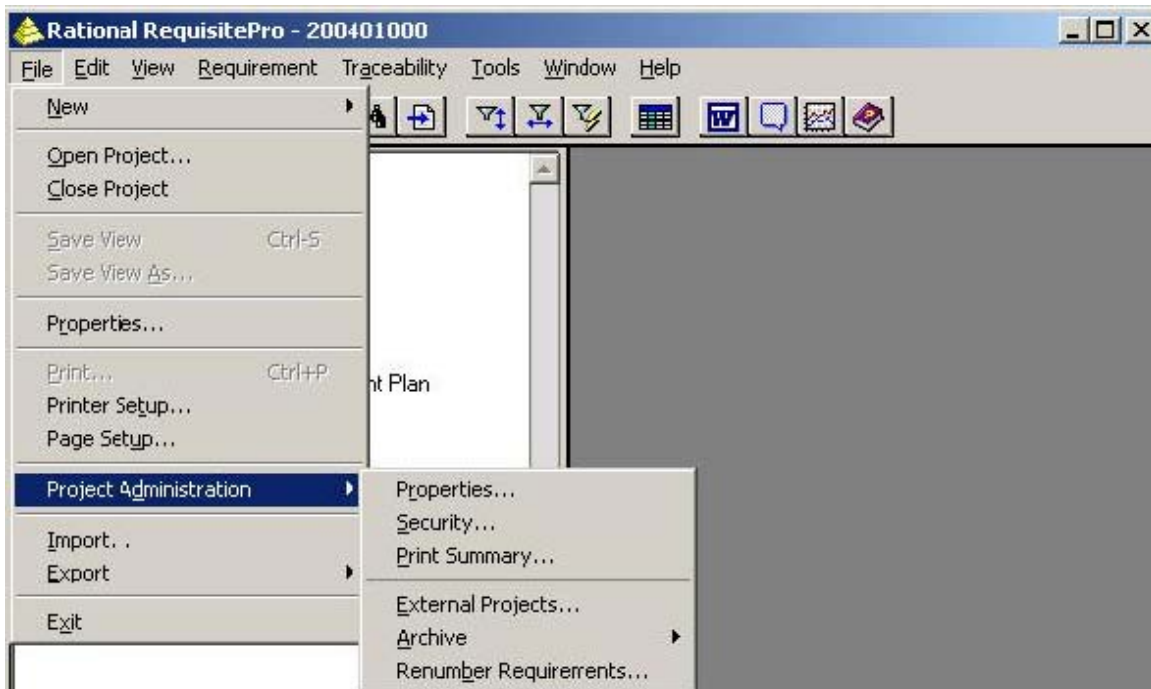 Rational RequisitePro - 200401000
File Edit View Requirement Traceability Tools Window Help
New
Open Project...
Close Project
Save View Ctrl-S
Save View As...
Properties...
Print... Ctrl+P
Printer Setup...
Page Setup...
Plan
Project Administration
Import. .
Export
Exit
Properties...
Security...
Print Summary...
External Projects...
Archive
Renumber Requirements...